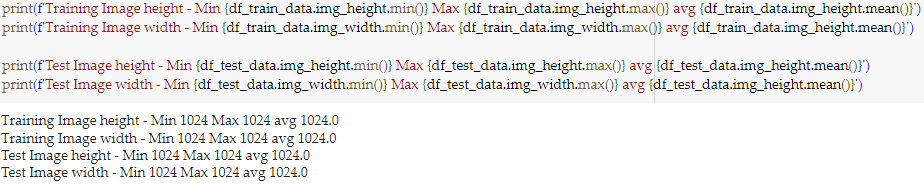 print(f'Training Image height - Min {df_train_data.img_height.min()} Max {df_train_data.img_height.max()} avg {df_train_data.img_height.mean()}')
print(f'Training Image width - Min {df_train_data.img_width.min()} Max {df_train_data.img_width.max()} avg {df_train_data.img_height.mean()}')
print(f'Test Image height - Min {df_test_data.img_height.min()} Max {df_test_data.img_height.max()} avg {df_test_data.img_height.mean()}')
print(f'Test Image width - Min {df_test_data.img_width.min()} Max {df_test_data.img_width.max()} avg {df_test_data.img_height.mean()}')
Training Image height - Min 1024 Max 1024 avg 1024.0
Training Image width - Min 1024 Max 1024 avg 1024.0
Test Image height - Min 1024 Max 1024 avg 1024.0
Test Image width - Min 1024 Max 1024 avg 1024.0